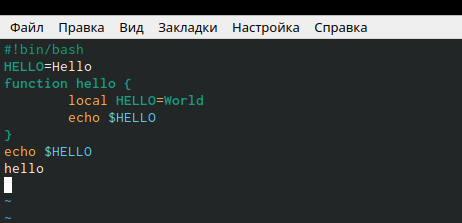 Файл Правка Вид Закладки Настройка Справка
#!bin/bash
HELLO=Hello
function hello {
        local HELLO=World
        echo $HELLO
}
echo $HELLO
hello
~
~